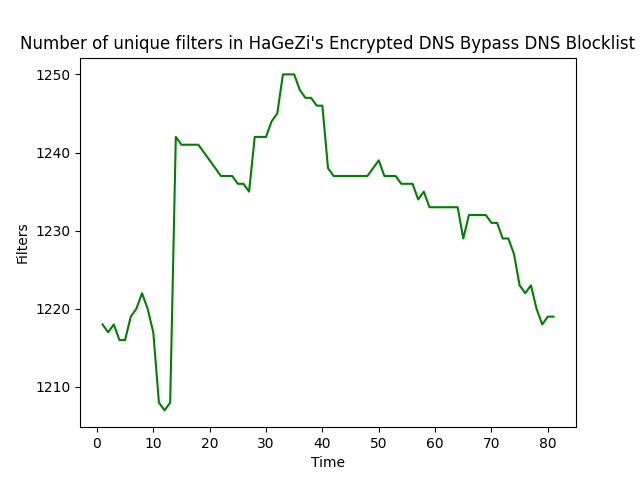 Number of unique filters in HaGeZi's Encrypted DNS Bypass DNS Blocklist
1250
1240
1230
1220
1210
Filters
0 10 20 30 40 50 60 70 80
Time